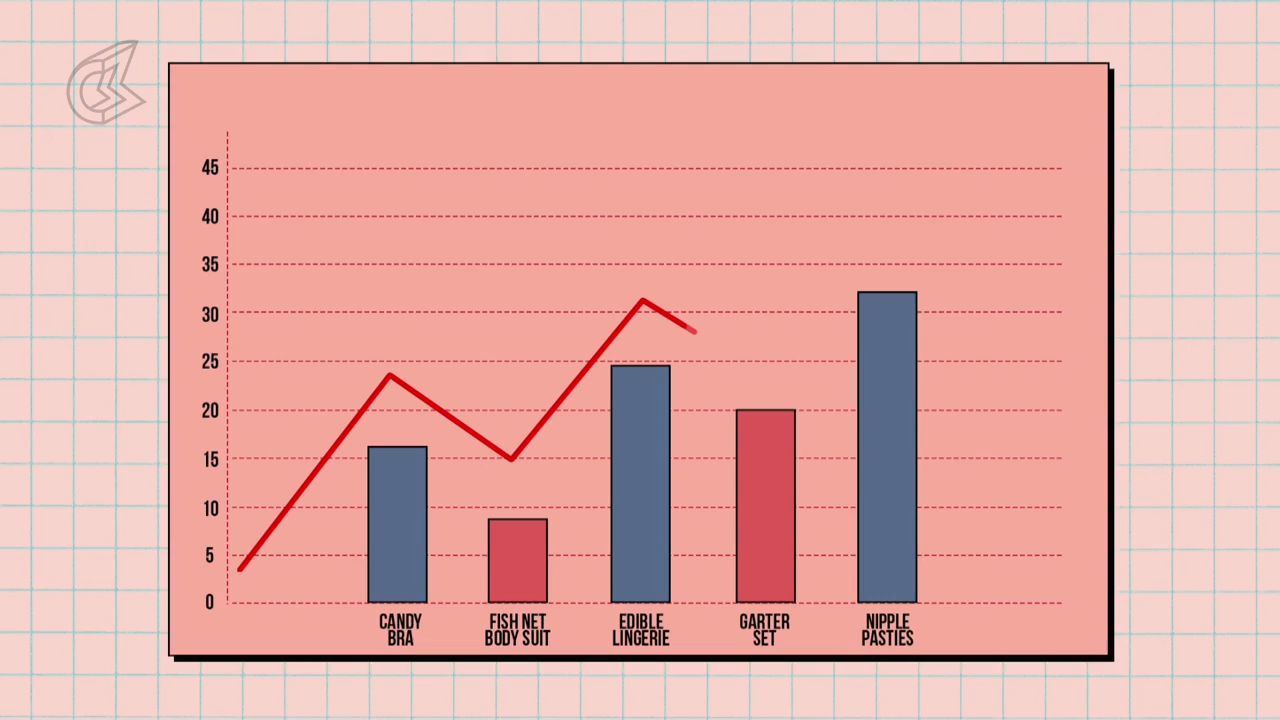 45
40
35
30
25
20
15
10
5
0
CANDY
BRA
FISH NET
BODY SUIT
EDIBLE
LINGERIE
GARTER
SET
NIPPLE
PASTIES